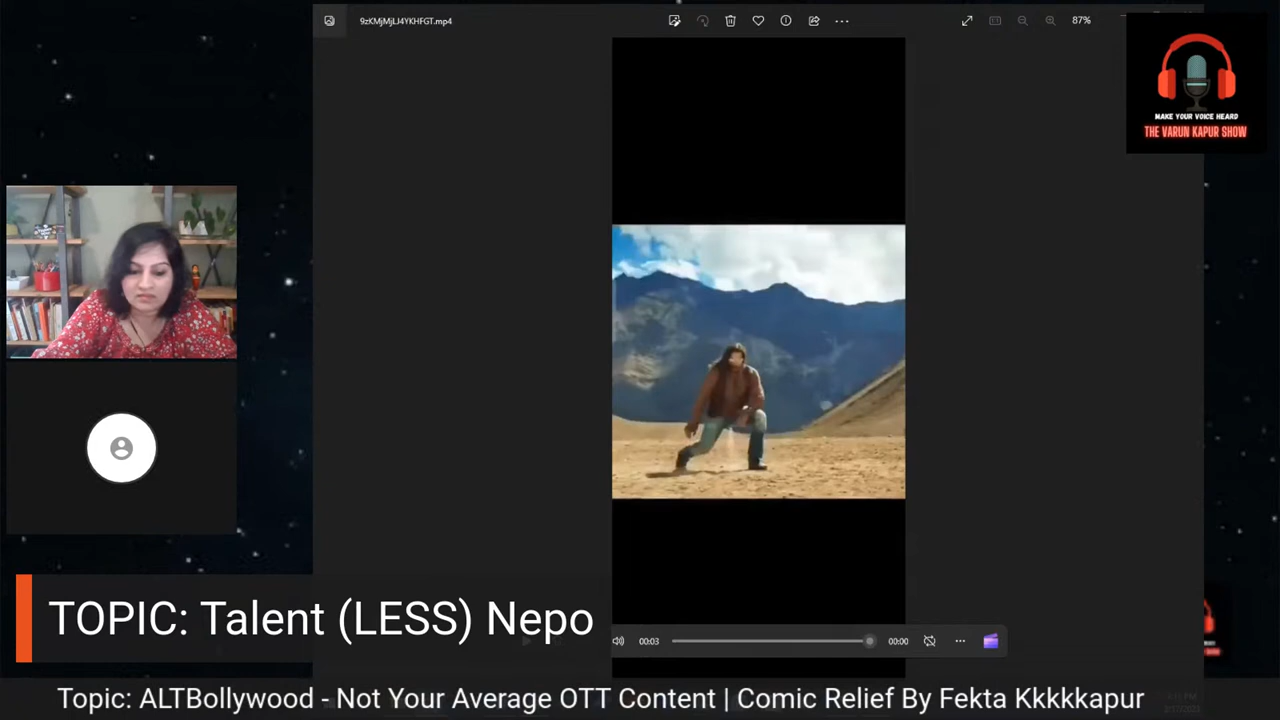 9zKMjMjLJ4YKHFGT.mp4
87%
MAKE YOUR VOICE HEARD
THE VARUN KAPUR SHOW
00:03
00:00
TOPIC: Talent (LESS) Nepo
Topic: ALTBollywood - Not Your Average OTT Content | Comic Relief By Fekta Kkkkkapur